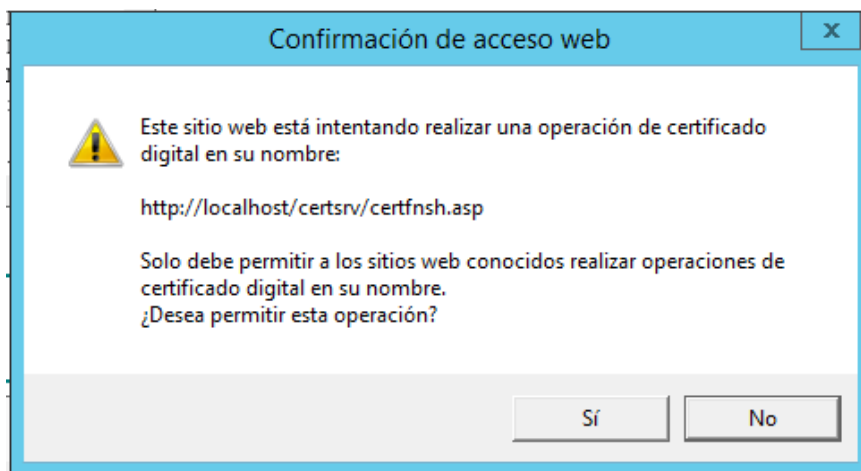 Confirmación de acceso web
x
Este sitio web está intentando realizar una operación de certificado
digital en su nombre:
http://localhost/certsrv/certfnsh.asp
Solo debe permitir a los sitios web conocidos realizar operaciones de
certificado digital en su nombre.
¿Desea permitir esta operación?
Sí
No